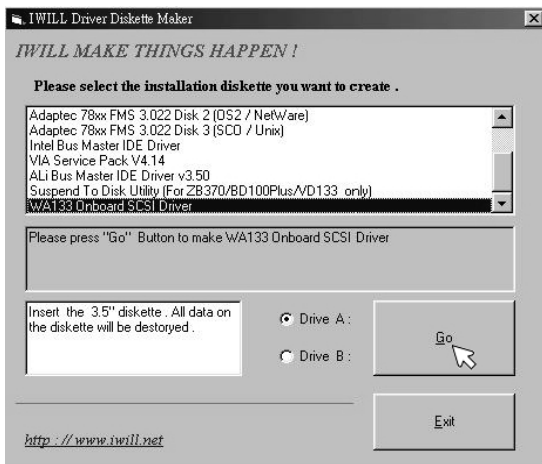 IWILL Driver Diskette Maker
IWILL MAKE THINGS HAPPEN !
Please select the installation diskette you want to create .
Adaptec 78xx FMS 3.022 Disk 2 (OS2 / NetWare)
Adaptec 78xx FMS 3.022 Disk 3 (SCO / Unix)
Intel Bus Master IDE Driver
VIA Service Pack V4.14
ALi Bus Master IDE Driver v3.50
Suspend To Disk Utility (For ZB370/BD100Plus/VD133 only)
WA133 Onboard SCSI Driver
Please press "Go" Button to make WA133 Onboard SCSI Driver
Insert the 3.5" diskette . All data on
the diskette will be destoryed .
Drive A :
Drive B :
Go
Exit
http : // www.iwill.net